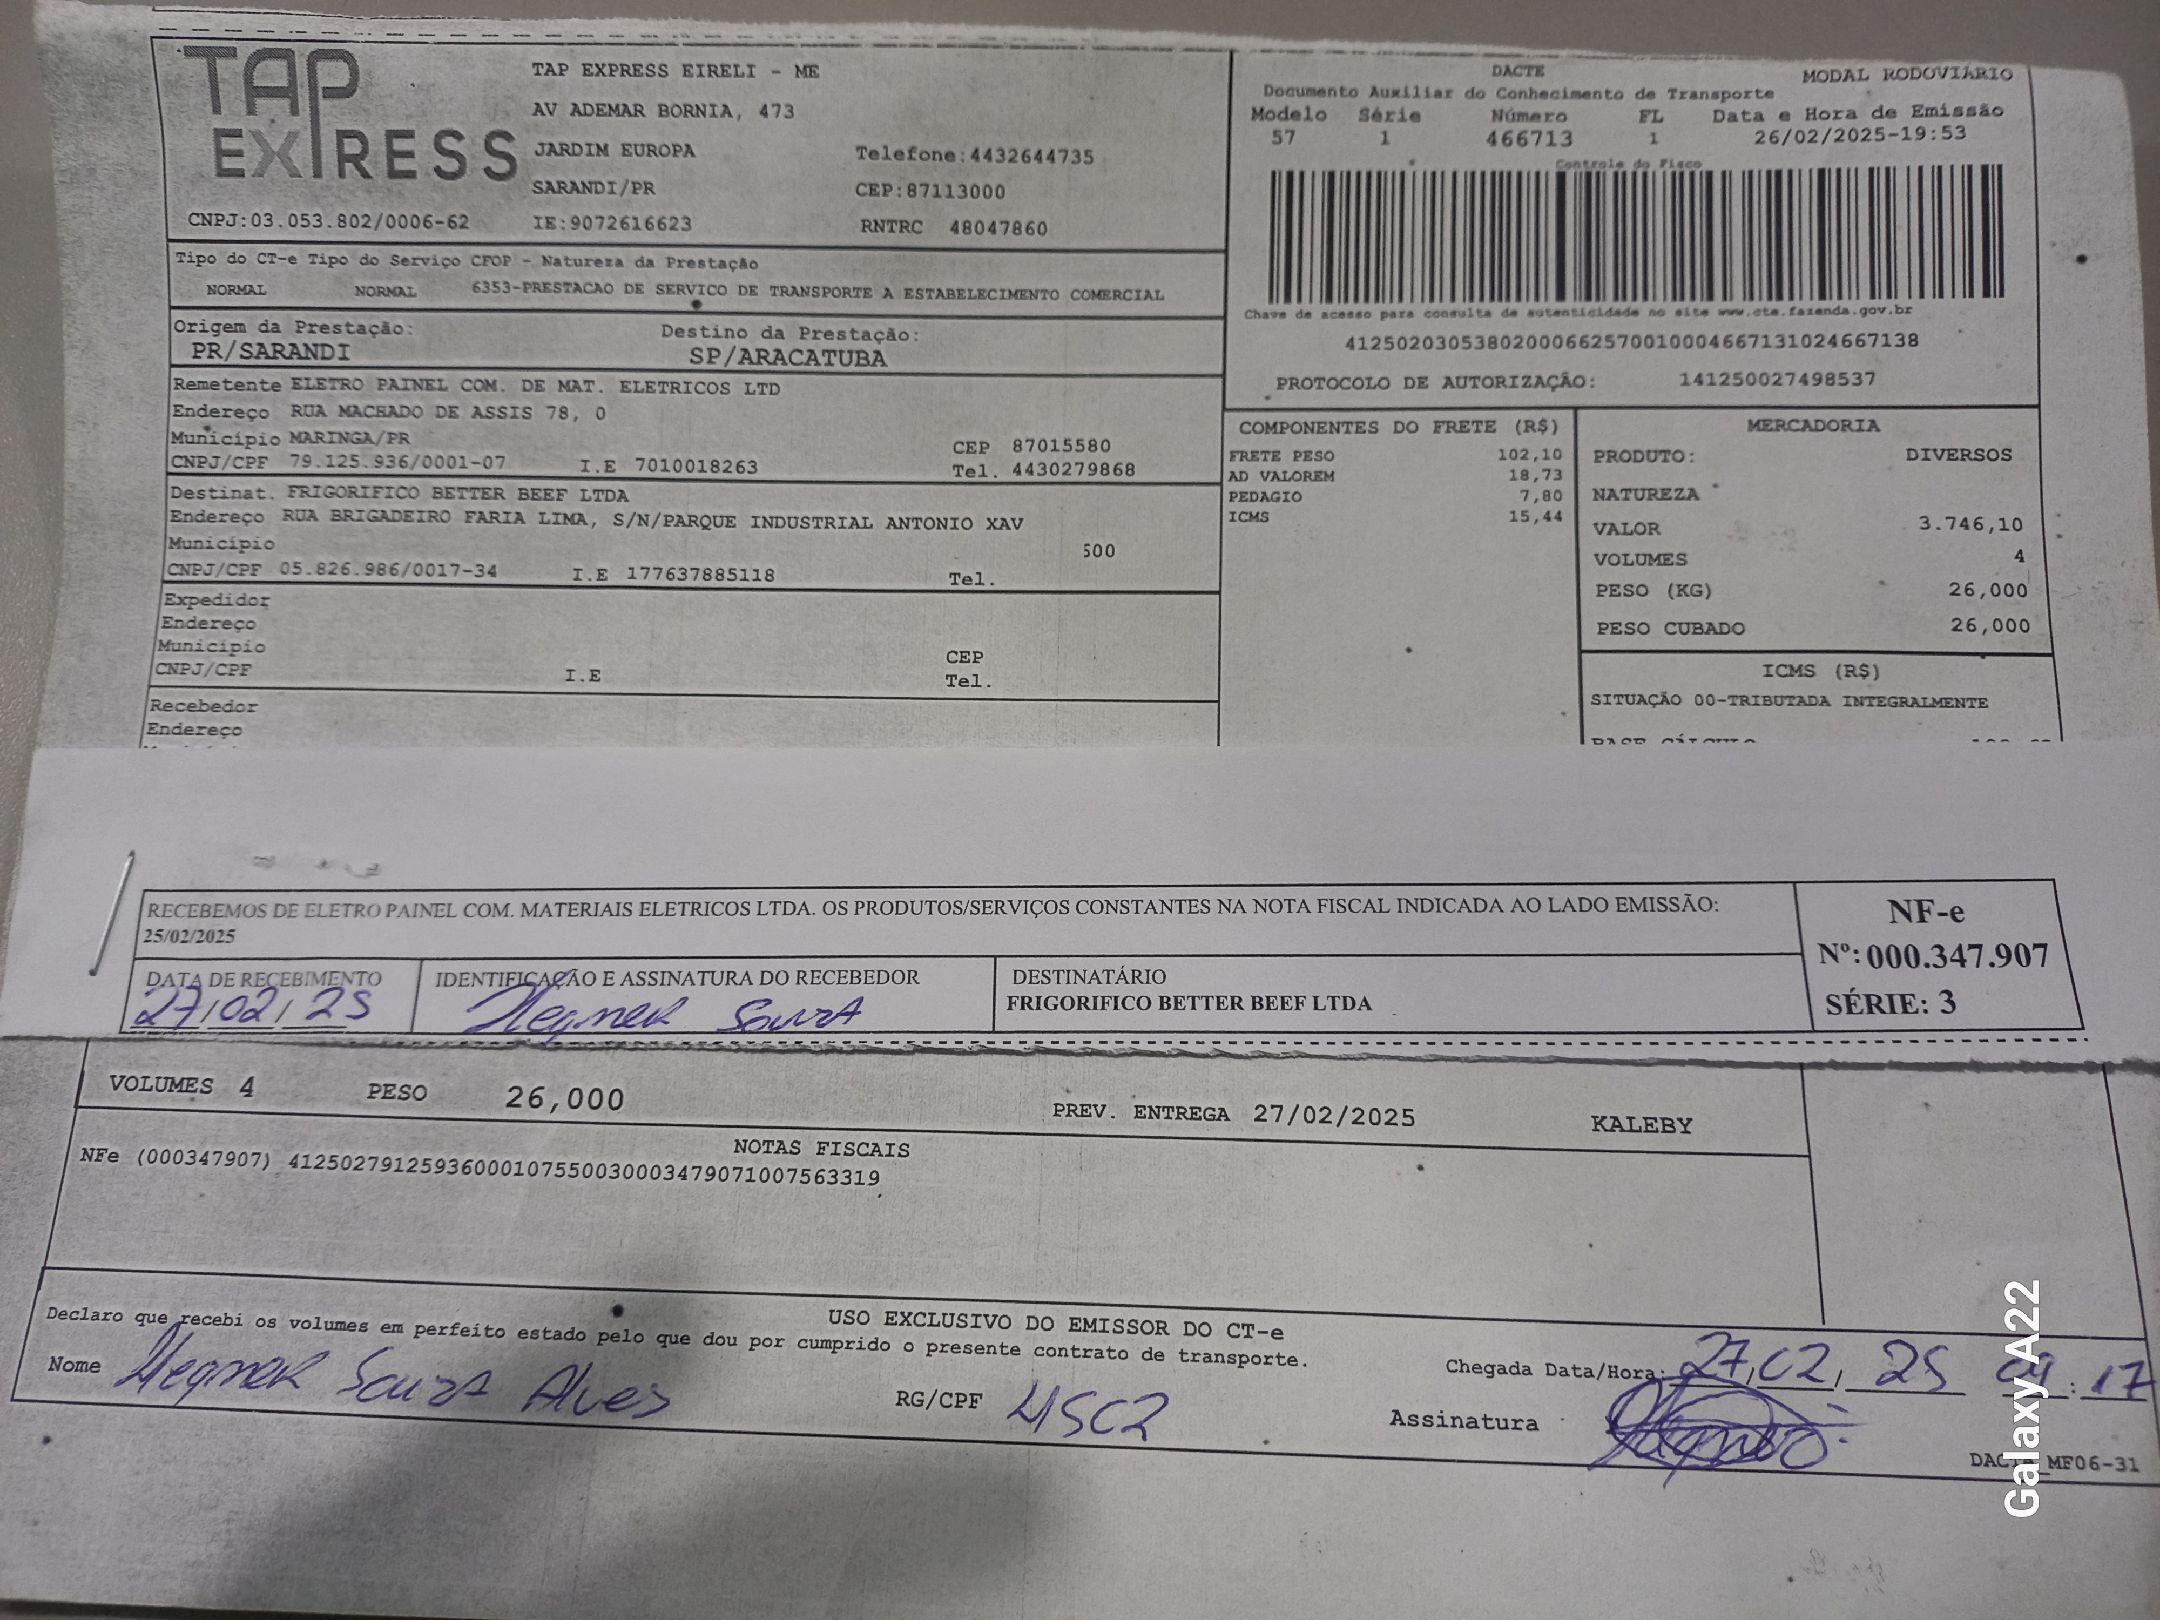 TAP
EXPRESS
TAP EXPRESS EIRELI - ME
AV ADEMAR BORNIA, 473
JARDIM EUROPA
Telefone:4432644735
SARANDI/PR
CEP:87113000
CNPJ:03.053.802/0006-62
IE:9072616623
RNTRC 48047860
DACTE
MODAL RODOVIÁRIO
Documento Auxiliar do Conhecimento de Transporte
Modelo Série Número FL Data e Hora de Emissão
57 1 466713 1 26/02/2025-19:53
Controle do Fisco
Chave de acesso para consulta de autenticidade no site www.cte.fazenda.gov.br
41250203053802000662570010004667131024667138
PROTOCOLO DE AUTORIZAÇÃO: 141250027498537
Tipo do CT-e Tipo do Serviço CFOP - Natureza da Prestação
NORMAL NORMAL 6353-PRESTACAO DE SERVICO DE TRANSPORTE A ESTABELECIMENTO COMERCIAL
Origem da Prestação: Destino da Prestação:
PR/SARANDI SP/ARACATUBA
Remetente ELETRO PAINEL COM. DE MAT. ELETRICOS LTD
Endereço RUA MACHADO DE ASSIS 78, 0
Município MARINGA/PR CEP 87015580
CNPJ/CPF 79.125.936/0001-07 I.E 7010018263 Tel. 4430279868
Destinat. FRIGORIFICO BETTER BEEF LTDA
Endereço RUA BRIGADEIRO FARIA LIMA, S/N/PARQUE INDUSTRIAL ANTONIO XAV
Município 500
CNPJ/CPF 05.826.986/0017-34 I.E 177637885118 Tel.
Expedidor
Endereço
Município CEP
CNPJ/CPF I.E Tel.
Recebedor
Endereço
COMPONENTES DO FRETE (R$)
FRETE PESO 102,10
AD VALOREM 18,73
PEDAGIO 7,80
ICMS 15,44
MERCADORIA
PRODUTO: DIVERSOS
NATUREZA
VALOR 3.746,10
VOLUMES 4
PESO (KG) 26,000
PESO CUBADO 26,000
ICMS (R$)
SITUAÇÃO 00-TRIBUTADA INTEGRALMENTE
BASE CÁLCULO
RECEBEMOS DE ELETRO PAINEL COM. MATERIAIS ELETRICOS LTDA. OS PRODUTOS/SERVIÇOS CONSTANTES NA NOTA FISCAL INDICADA AO LADO EMISSÃO:
25/02/2025
NF-e
Nº:000.347.907
SÉRIE: 3
DATA DE RECEBIMENTO IDENTIFICAÇÃO E ASSINATURA DO RECEBEDOR DESTINATÁRIO
27/02/25 Souza FRIGORIFICO BETTER BEEF LTDA
VOLUMES 4 PESO 26,000 PREV. ENTREGA 27/02/2025 KALEBY
NOTAS FISCAIS
NFe (000347907) 41250279125936000107550030003479071007563319
USO EXCLUSIVO DO EMISSOR DO CT-e
Declaro que recebi os volumes em perfeito estado pelo que dou por cumprido o presente contrato de transporte.
Nome Souza Alves RG/CPF
Chegada Data/Hora: 27/02/25 09:17
Assinatura
DACTE_MF06-31
Galaxy A22